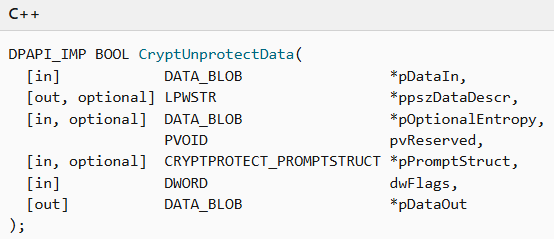 C++
DPAPI_IMP BOOL CryptUnprotectData(
[in] DATA_BLOB *pDataIn,
[out, optional] LPWSTR *ppszDataDescr,
[in, optional] DATA_BLOB *pOptionalEntropy,
PVOID pvReserved,
[in, optional] CRYPTPROTECT_PROMPTSTRUCT *pPromptStruct,
[in] DWORD dwFlags,
[out] DATA_BLOB *pDataOut
);